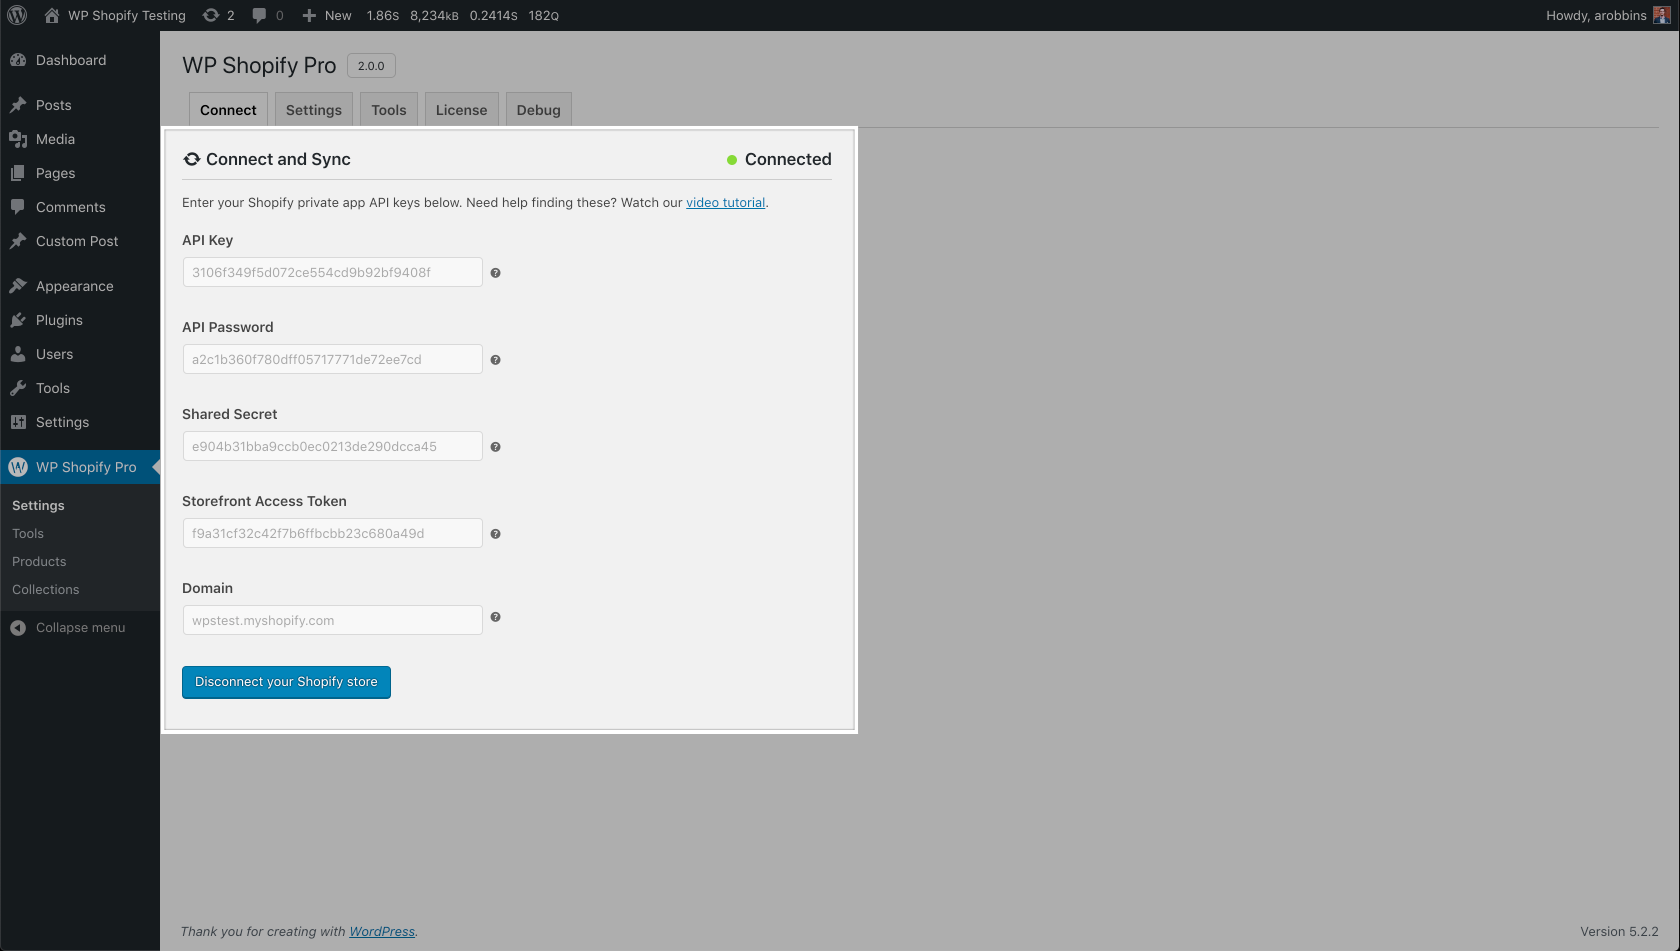 WP Shopify Testing 2 0 New 1.86S 8,234KB 0.2414S 182Q Howdy, arobbins
Dashboard
Posts
Media
Pages
Comments
Custom Post
Appearance
Plugins
Users
Tools
Settings
WP Shopify Pro
Settings
Tools
Products
Collections
Collapse menu
WP Shopify Pro 2.0.0
Connect Settings Tools License Debug
Connect and Sync Connected
Enter your Shopify private app API keys below. Need help finding these? Watch our video tutorial.
API Key
3106f349f5d072ce554cd9b92bf9408f
API Password
a2c1b360f780dff05717771de72ee7cd
Shared Secret
e904b31bba9ccb0ec0213de290dcca45
Storefront Access Token
f9a31cf32c42f7b6ffbcbb23c680a49d
Domain
wpstest.myshopify.com
Disconnect your Shopify store
Thank you for creating with WordPress. Version 5.2.2